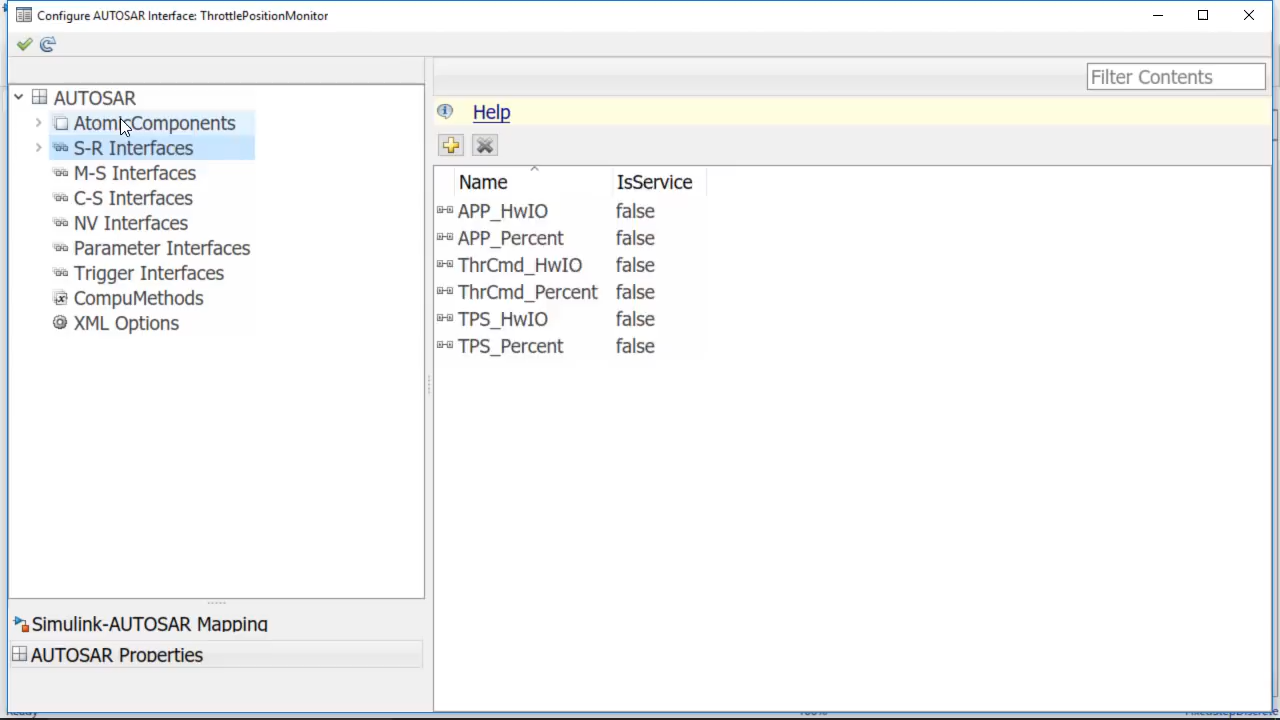 Configure AUTOSAR Interface: ThrottlePositionMonitor
Filter Contents
AUTOSAR
AtomicComponents
S-R Interfaces
M-S Interfaces
C-S Interfaces
NV Interfaces
Parameter Interfaces
Trigger Interfaces
CompuMethods
XML Options
Simulink-AUTOSAR Mapping
AUTOSAR Properties
Help
Name IsService
APP_HwIO false
APP_Percent false
ThrCmd_HwIO false
ThrCmd_Percent false
TPS_HwIO false
TPS_Percent false